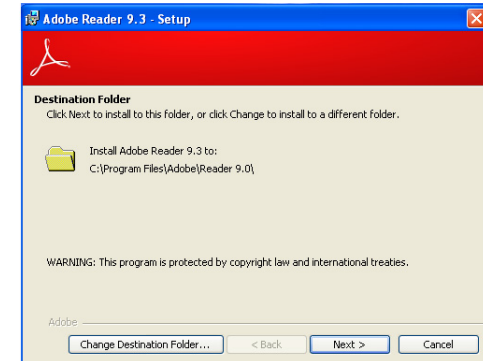 Adobe Reader 9.3 - Setup
Destination Folder
Click Next to install to this folder, or click Change to install to a different folder.
Install Adobe Reader 9.3 to:
C:\Program Files\Adobe\Reader 9.0\
WARNING: This program is protected by copyright law and international treaties.
Adobe
Change Destination Folder... < Back Next > Cancel